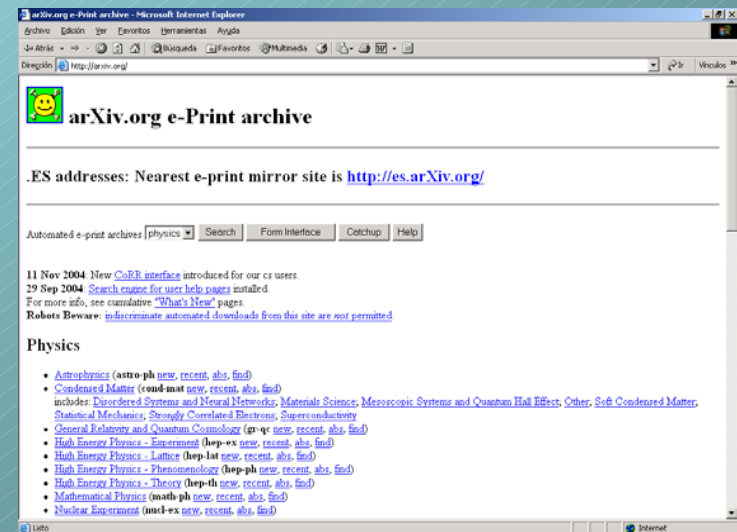 arXiv.org e-Print archive - Microsoft Internet Explorer
Archivo Edición Ver Favoritos Herramientas Ayuda
Atrás Búsqueda Favoritos Multimedia
Dirección http://arxiv.org/ Ir Vínculos »
arXiv.org e-Print archive
.ES addresses: Nearest e-print mirror site is http://es.arXiv.org/
Automated e-print archives physics Search Form Interface Catchup Help
11 Nov 2004: New CoRR interface introduced for our cs users.
29 Sep 2004: Search engine for user help pages installed.
For more info, see cumulative "What's New" pages.
Robots Beware: indiscriminate automated downloads from this site are not permitted.
Physics
• Astrophysics (astro-ph new, recent, abs, find)
• Condensed Matter (cond-mat new, recent, abs, find)
includes: Disordered Systems and Neural Networks; Materials Science; Mesoscopic Systems and Quantum Hall Effect; Other; Soft Condensed Matter;
Statistical Mechanics; Strongly Correlated Electrons; Superconductivity
• General Relativity and Quantum Cosmology (gr-qc new, recent, abs, find)
• High Energy Physics - Experiment (hep-ex new, recent, abs, find)
• High Energy Physics - Lattice (hep-lat new, recent, abs, find)
• High Energy Physics - Phenomenology (hep-ph new, recent, abs, find)
• High Energy Physics - Theory (hep-th new, recent, abs, find)
• Mathematical Physics (math-ph new, recent, abs, find)
• Nuclear Experiment (nucl-ex new, recent, abs, find)
Listo Internet